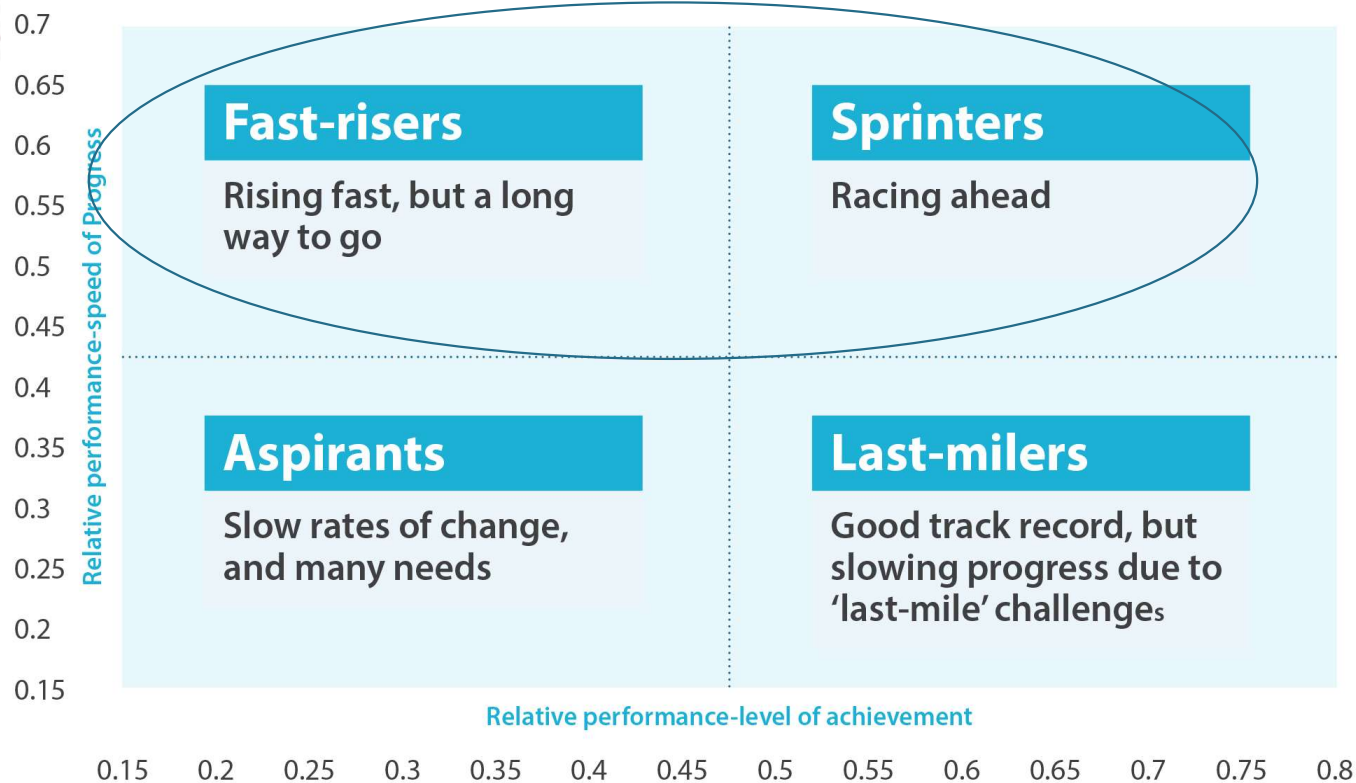 0.7
0.65
0.6
0.55
0.5
0.45
0.4
0.35
0.3
0.25
0.2
0.15
Relative performance-speed of Progress
Fast-risers
Rising fast, but a long
way to go
Sprinters
Racing ahead
Aspirants
Slow rates of change,
and many needs
Last-milers
Good track record, but
slowing progress due to
‘last-mile’ challenges
Relative performance-level of achievement
0.15 0.2 0.25 0.3 0.35 0.4 0.45 0.5 0.55 0.6 0.65 0.7 0.75 0.8